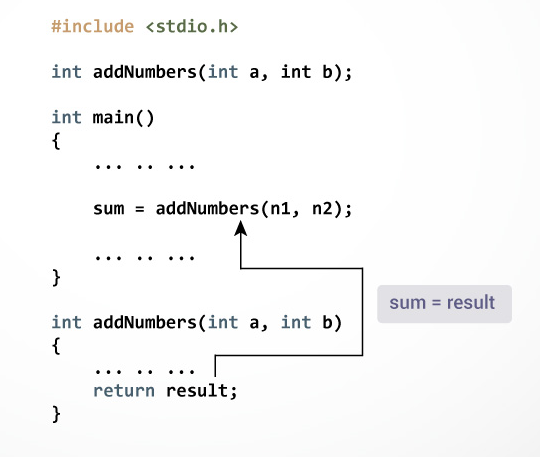 #include <stdio.h>
int addNumbers(int a, int b);
int main()
{
... .. ...
sum = addNumbers(n1, n2);
... .. ...
}
sum = result
int addNumbers(int a, int b)
{
... .. ...
return result;
}